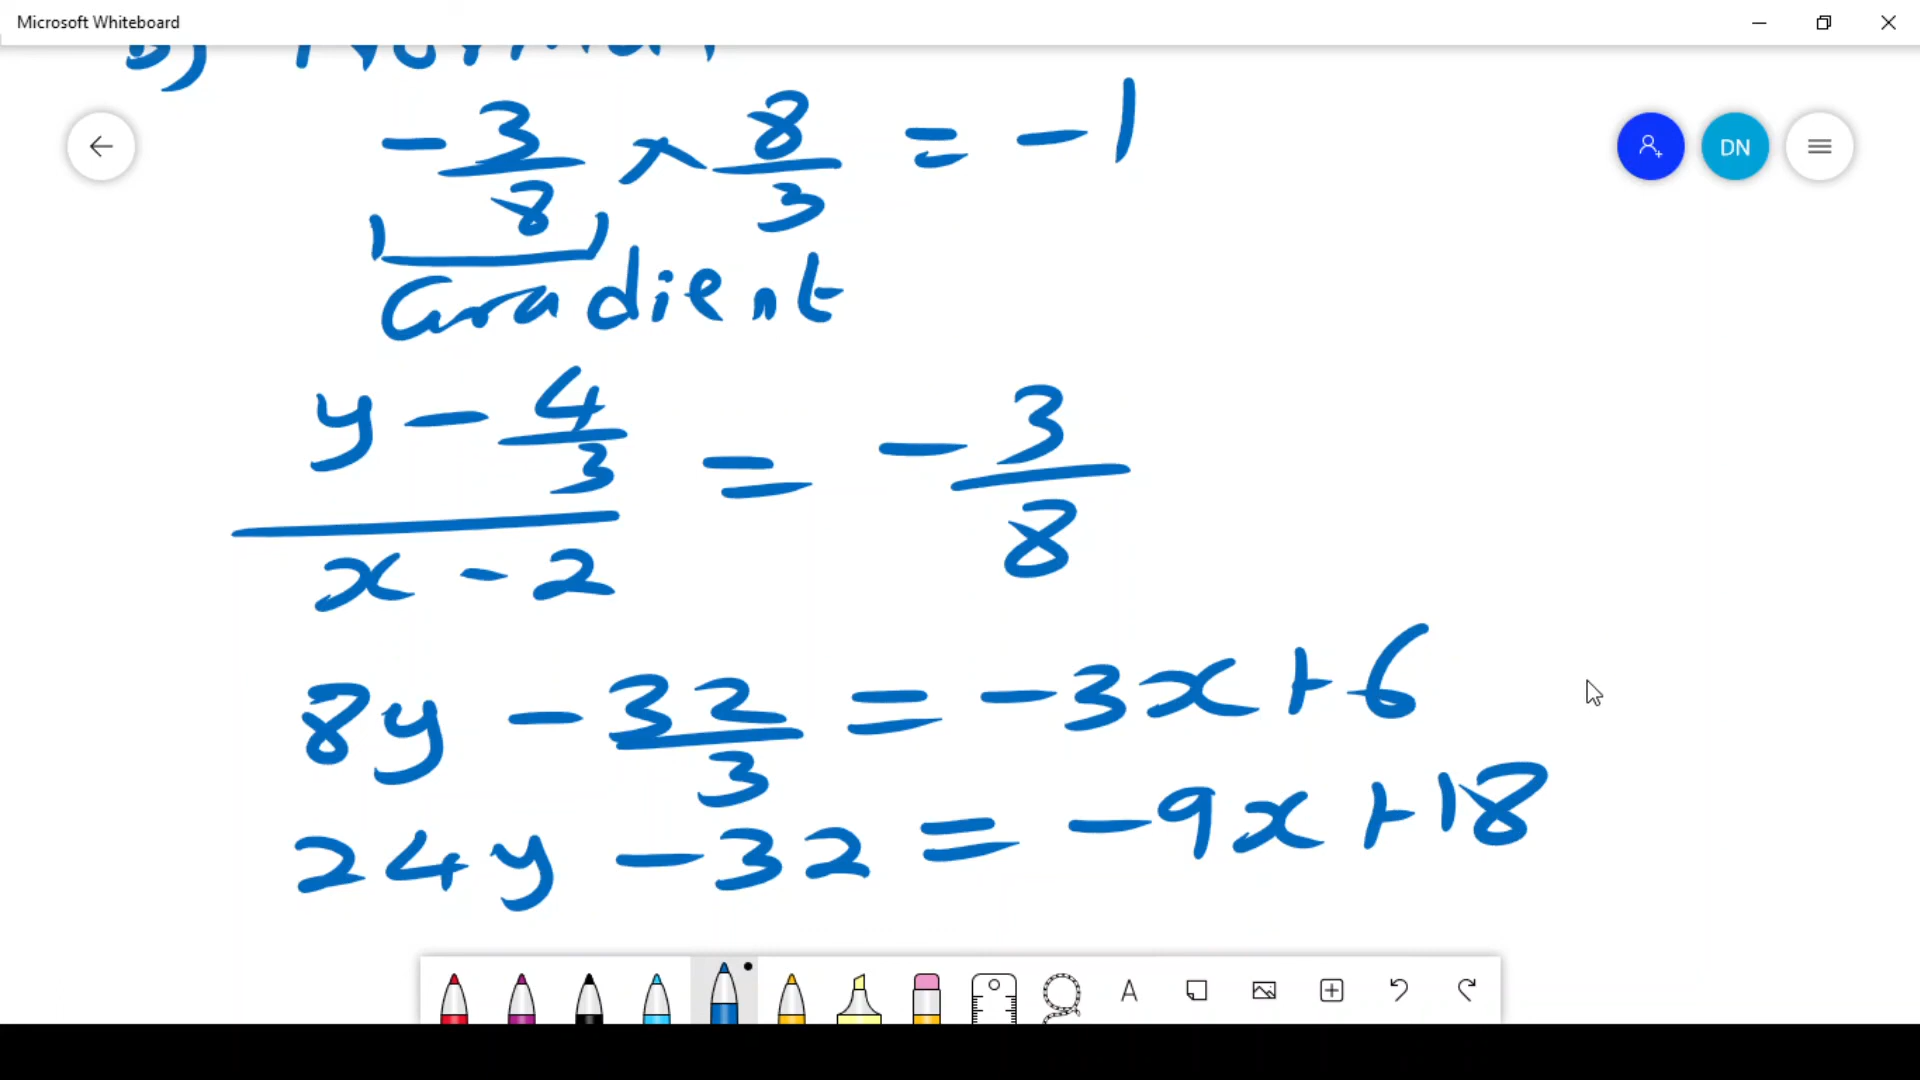 Microsoft Whiteboard
b) Normal
-3/8 × 8/3 = -1
DN
Gradient
(y - 4/3)/(x - 2) = -3/8
8y - 32/3 = -3x + 6
24y - 32 = -9x + 18